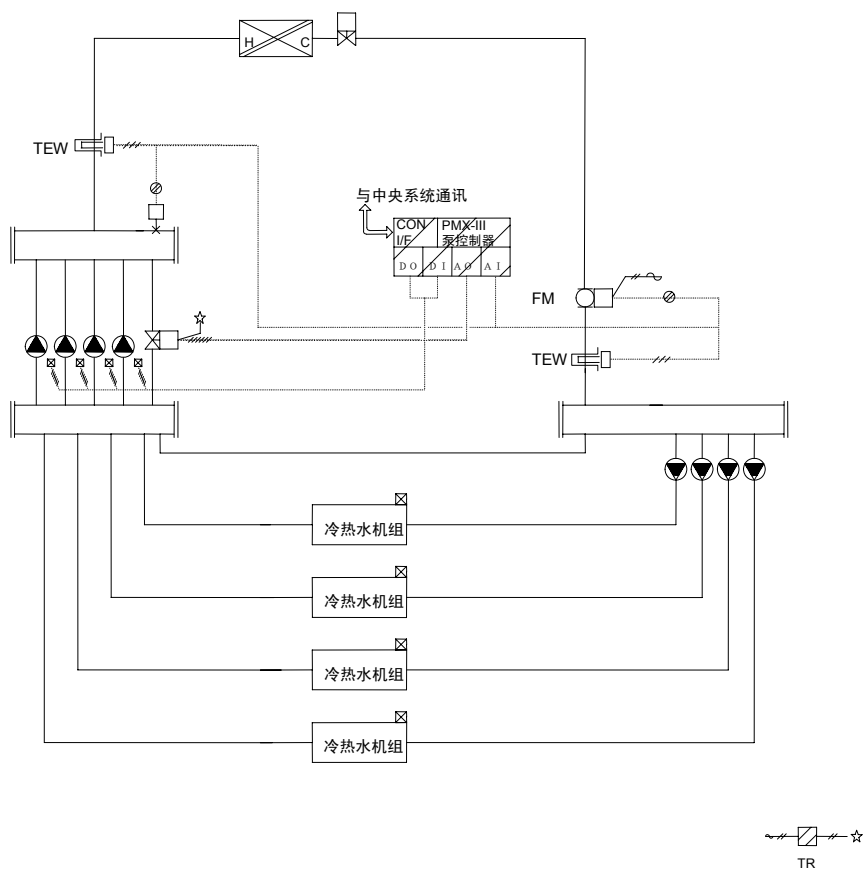 H C
TEW
与中央系统通讯
CON
I/F
PMX-III
泵控制器
DO DI AO AI
FM
TEW
冷热水机组
冷热水机组
冷热水机组
冷热水机组
TR